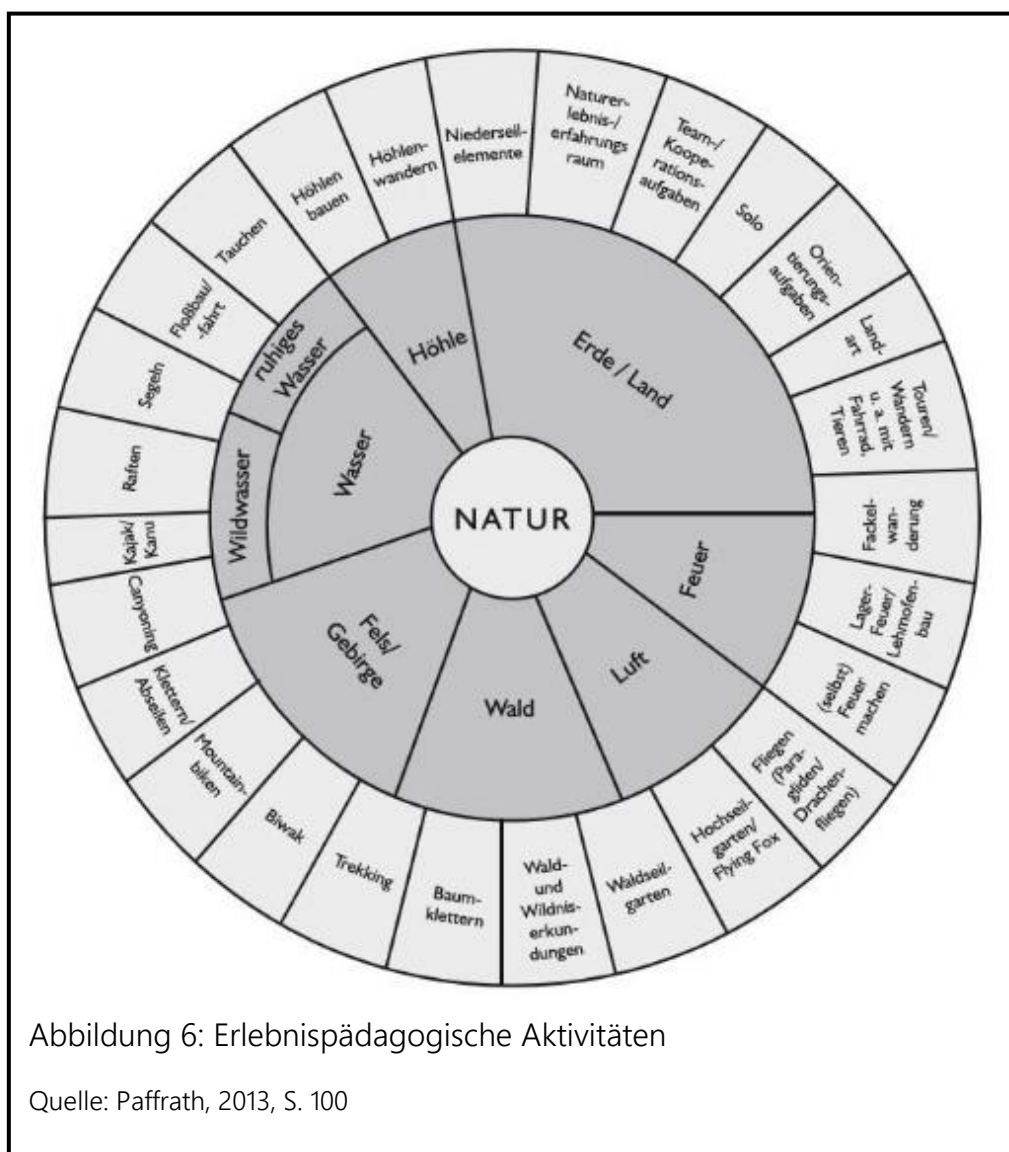 NATUR
Erde / Land
Feuer
Luft
Wald
Fels/
Gebirge
Wasser
Wildwasser
ruhiges
Wasser
Höhle
Niederseil-
elemente
Naturer-
lebnis-/
erfahrungs
raum
Team-/
Koope-
rations-
aufgaben
Solo
Orien-
tierungs-
aufgaben
Land-
art
Touren/
Wandern
u. a. mit
Fahrrad,
Tieren
Fackel-
wan-
derung
Lager-
Feuer/
Lehmofen-
bau
(selbst)
Feuer
machen
Fliegen
(Para-
gliden/
Drachen-
fliegen)
Hochseil-
garten/
Flying Fox
Waldseil-
garten
Wald-
und
Wildnis-
erkun-
dungen
Baum-
klettern
Trekking
Biwak
Mountain-
biken
Klettern/
Abseilen
Canyoning
Kajak/
Kanu
Raften
Segeln
Floßbau/
-fahrt
Tauchen
Höhlen
bauen
Höhlen-
wandern
Abbildung 6: Erlebnispädagogische Aktivitäten
Quelle: Paffrath, 2013, S. 100